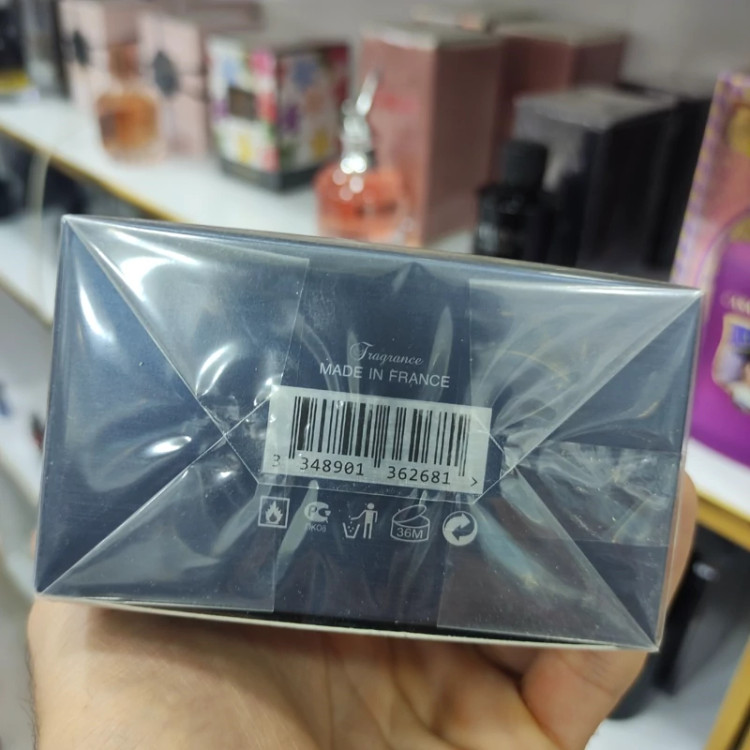 Fragrance
MADE IN FRANCE
3 348901 362681 >
36M